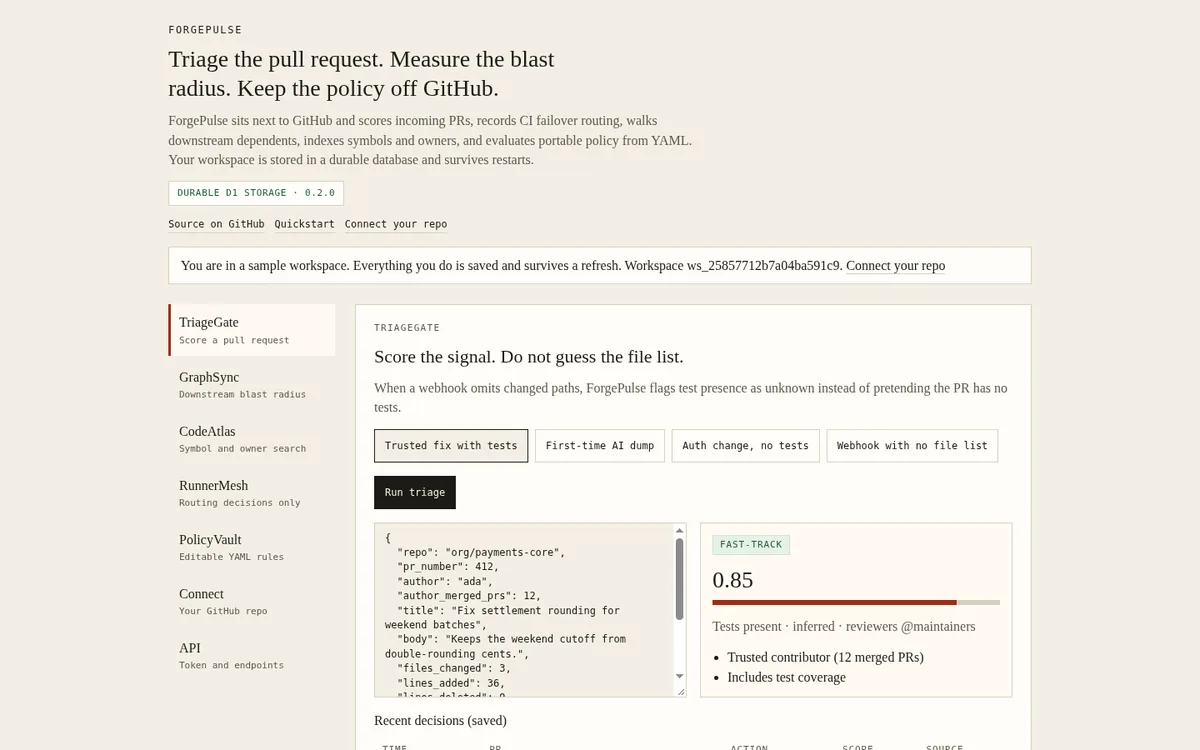 FORGEPULSE
Triage the pull request. Measure the blast
radius. Keep the policy off GitHub.
ForgePulse sits next to GitHub and scores incoming PRs, records CI failover routing, walks
downstream dependents, indexes symbols and owners, and evaluates portable policy from YAML.
Your workspace is stored in a durable database and survives restarts.
DURABLE D1 STORAGE · 0.2.0
Source on GitHub Quickstart Connect your repo
You are in a sample workspace. Everything you do is saved and survives a refresh. Workspace ws_25857712b7a04ba591c9. Connect your repo
TriageGate
Score a pull request
GraphSync
Downstream blast radius
CodeAtlas
Symbol and owner search
RunnerMesh
Routing decisions only
PolicyVault
Editable YAML rules
Connect
Your GitHub repo
API
Token and endpoints
TRIAGEGATE
Score the signal. Do not guess the file list.
When a webhook omits changed paths, ForgePulse flags test presence as unknown instead of pretending the PR has no
tests.
Trusted fix with tests First-time AI dump Auth change, no tests Webhook with no file list
Run triage
{
"repo": "org/payments-core",
"pr_number": 412,
"author": "ada",
"author_merged_prs": 12,
"title": "Fix settlement rounding for
weekend batches",
"body": "Keeps the weekend cutoff from
double-rounding cents.",
"files_changed": 3,
"lines_added": 36,
"lines_deleted": 9,
FAST-TRACK
0.85
Tests present · inferred · reviewers @maintainers
• Trusted contributor (12 merged PRs)
• Includes test coverage
Recent decisions (saved)
TIME PR ACTION SCORE SOURCE